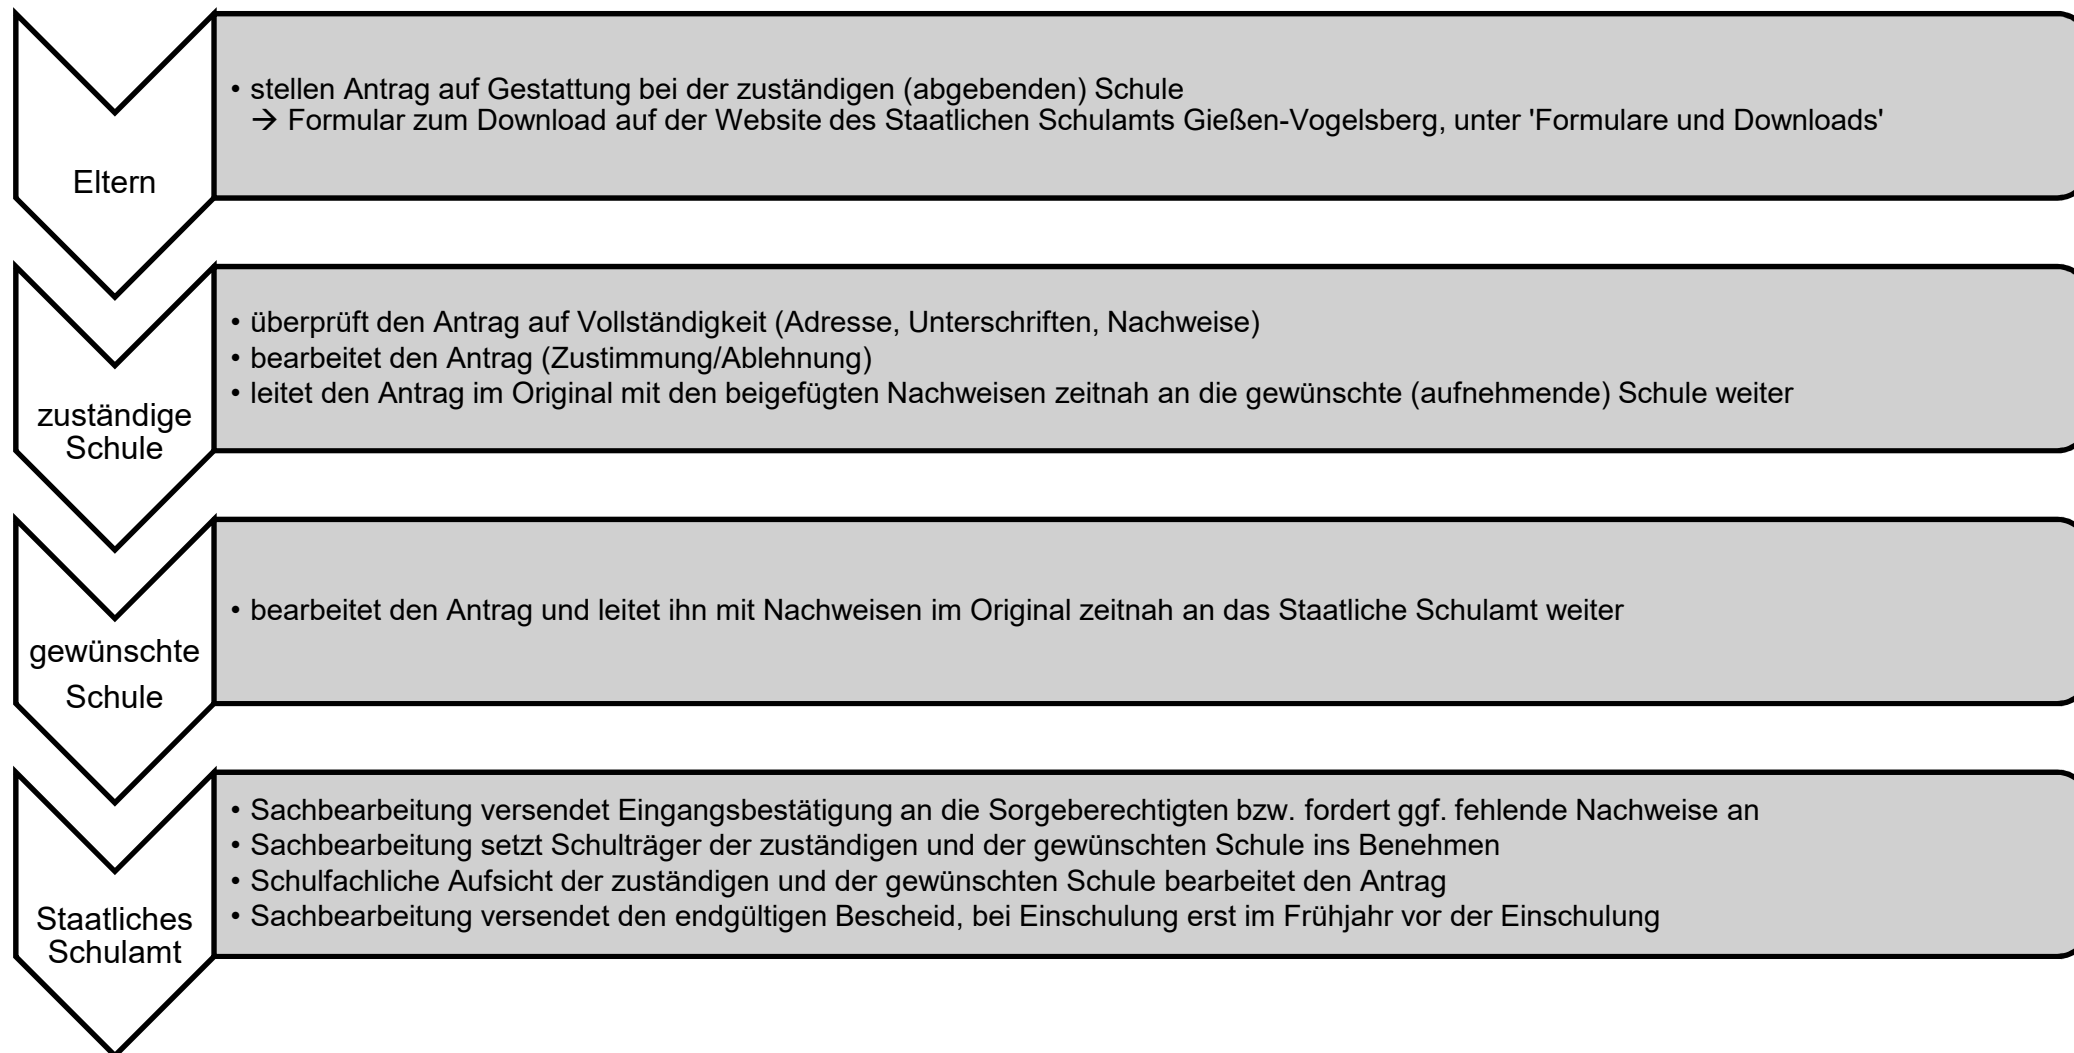 Eltern
• stellen Antrag auf Gestattung bei der zuständigen (abgebenden) Schule
→ Formular zum Download auf der Website des Staatlichen Schulamts Gießen-Vogelsberg, unter 'Formulare und Downloads'
zuständige
Schule
• überprüft den Antrag auf Vollständigkeit (Adresse, Unterschriften, Nachweise)
• bearbeitet den Antrag (Zustimmung/Ablehnung)
• leitet den Antrag im Original mit den beigefügten Nachweisen zeitnah an die gewünschte (aufnehmende) Schule weiter
gewünschte
Schule
• bearbeitet den Antrag und leitet ihn mit Nachweisen im Original zeitnah an das Staatliche Schulamt weiter
Staatliches
Schulamt
• Sachbearbeitung versendet Eingangsbestätigung an die Sorgeberechtigten bzw. fordert ggf. fehlende Nachweise an
• Sachbearbeitung setzt Schulträger der zuständigen und der gewünschten Schule ins Benehmen
• Schulfachliche Aufsicht der zuständigen und der gewünschten Schule bearbeitet den Antrag
• Sachbearbeitung versendet den endgültigen Bescheid, bei Einschulung erst im Frühjahr vor der Einschulung